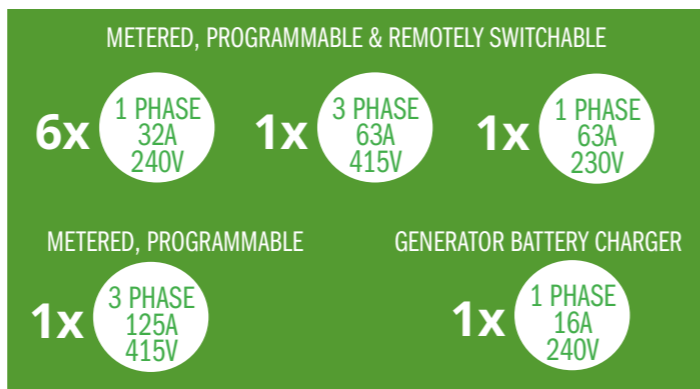 METERED, PROGRAMMABLE & REMOTELY SWITCHABLE
6x
1 PHASE
32A
240V
1x
3 PHASE
63A
415V
1x
1 PHASE
63A
230V
METERED, PROGRAMMABLE
1x
3 PHASE
125A
415V
GENERATOR BATTERY CHARGER
1x
1 PHASE
16A
240V